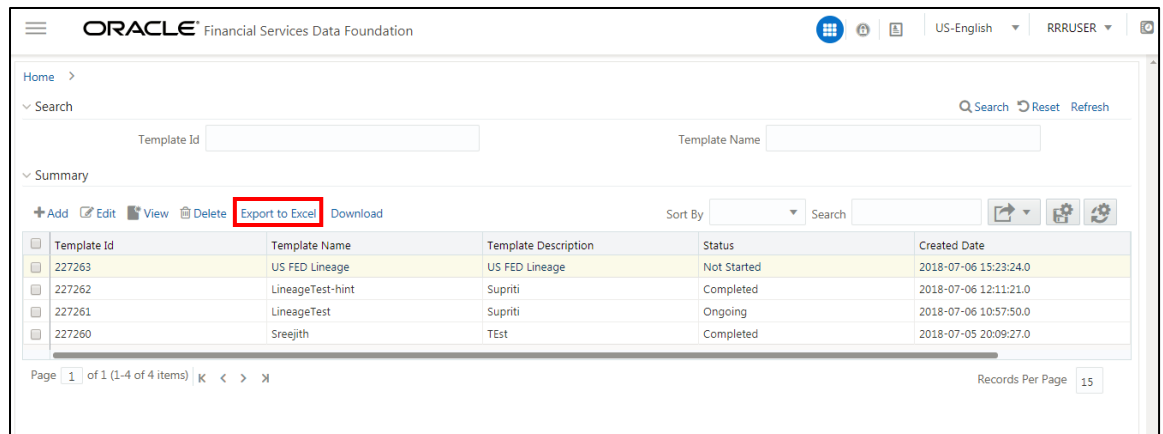 ORACLE® Financial Services Data Foundation
US-English
RRRUSER
Home >
Search
Search Reset Refresh
Template Id
Template Name
Summary
Add Edit View Delete Export to Excel Download
Sort By
Search
Template Id Template Name Template Description Status Created Date
227263 US FED Lineage US FED Lineage Not Started 2018-07-06 15:23:24.0
227262 LineageTest-hint Supriti Completed 2018-07-06 12:11:21.0
227261 LineageTest Supriti Ongoing 2018-07-06 10:57:50.0
227260 Sreejith TEst Completed 2018-07-05 20:09:27.0
Page 1 of 1 (1-4 of 4 items)
Records Per Page 15